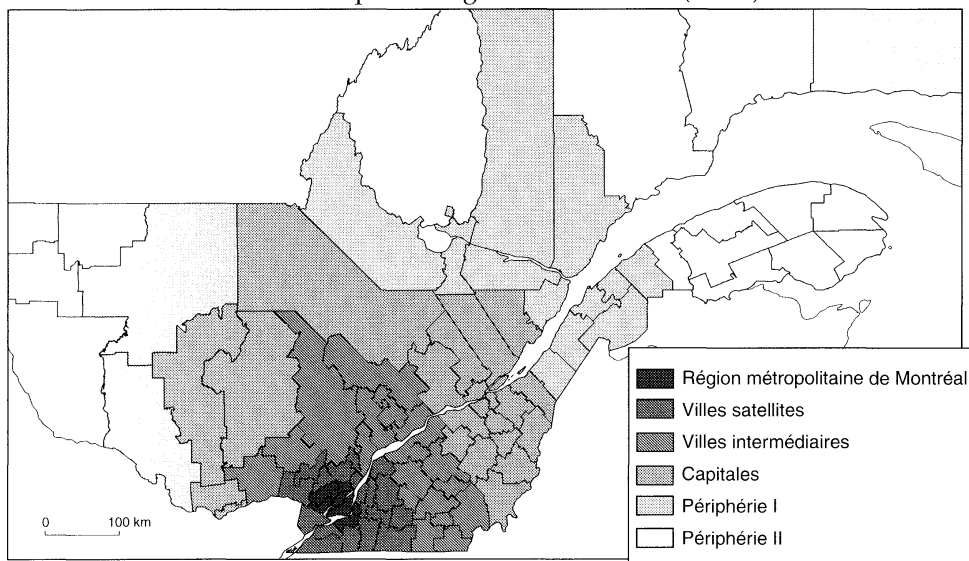 Région métropolitaine de Montréal
Villes satellites
Villes intermédiaires
Capitales
Périphérie I
Périphérie II
0 100 km